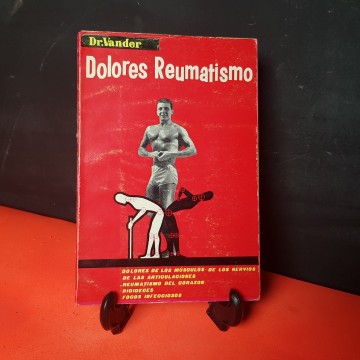 Dr. Vander
Dolores Reumatismo
DOLORES DE LOS MUSCULOS-DE LOS NERVIOS
DE LAS ARTICULACIONES
.REUMATISMO DEL CORAZON
RIGIDECES
FOCOS INFECCIOSOS